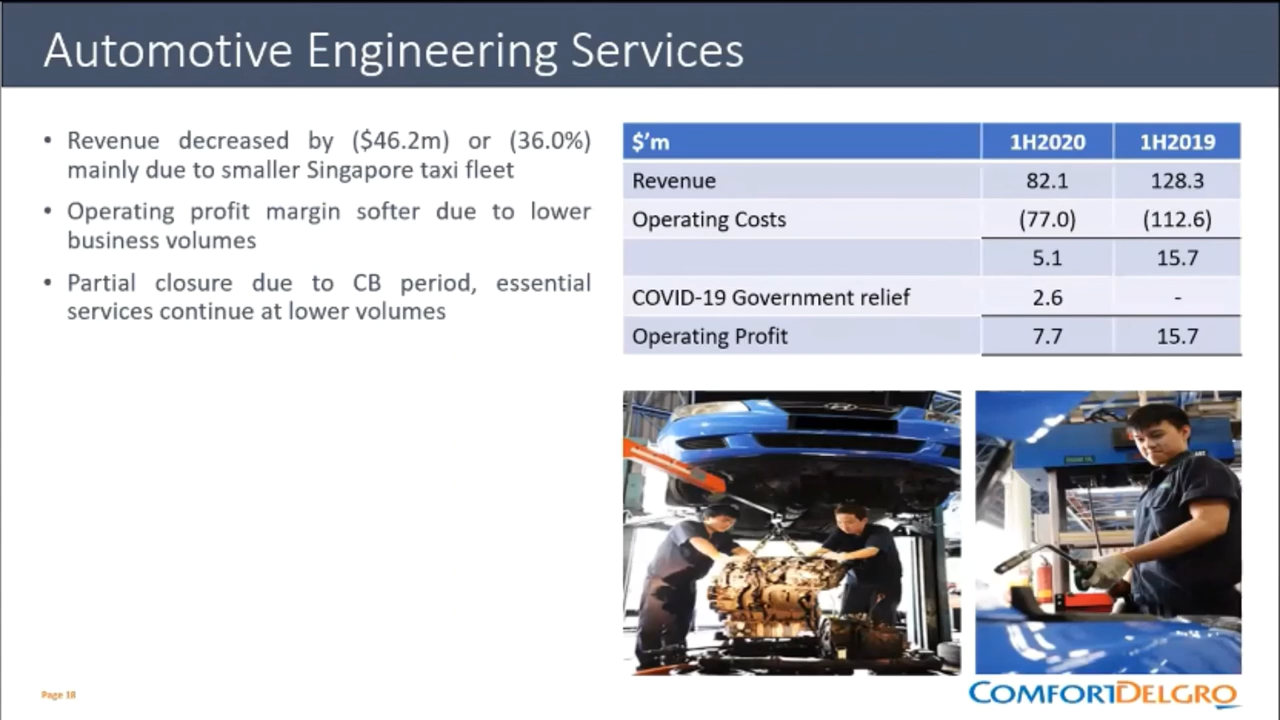 Automotive Engineering Services
• Revenue decreased by ($46.2m) or (36.0%)
mainly due to smaller Singapore taxi fleet
• Operating profit margin softer due to lower
business volumes
• Partial closure due to CB period, essential
services continue at lower volumes
$'m 1H2020 1H2019
Revenue 82.1 128.3
Operating Costs (77.0) (112.6)
5.1 15.7
COVID-19 Government relief 2.6 -
Operating Profit 7.7 15.7
Page 18
COMFORTDELGRO